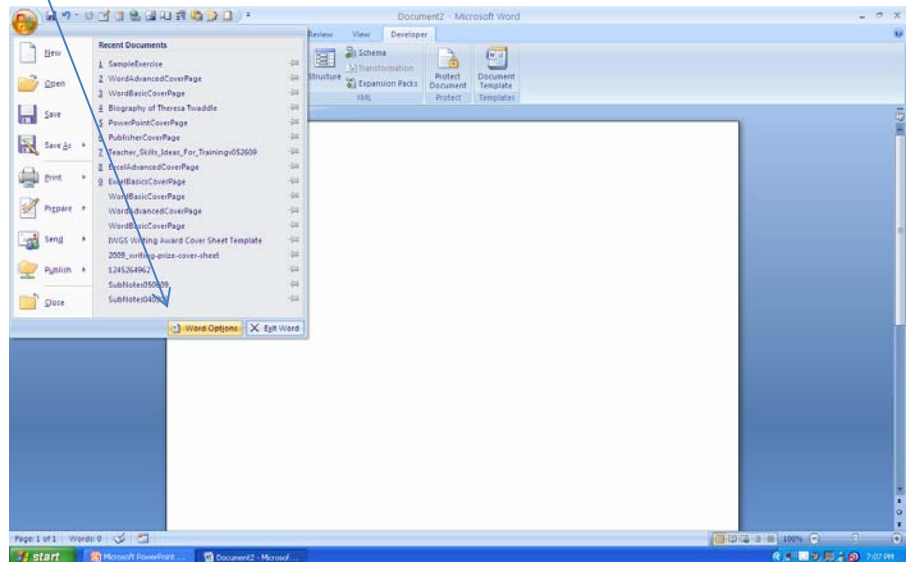 Document2 - Microsoft Word
Review View Developer
New
Open
Save
Save As
Print
Prepare
Send
Publish
Close
Recent Documents
1 SampleExercise
2 WordAdvancedCoverPage
3 WordBasicCoverPage
4 Biography of Theresa Twaddle
5 PowerPointCoverPage
6 PublisherCoverPage
7 Teacher_Skills_Ideas_For_Trainingv052609
8 ExcelAdvancedCoverPage
9 ExcelBasicsCoverPage
WordBasicCoverPage
WordAdvancedCoverPage
WordBasicCoverPage
IWGS Writing Award Cover Sheet Template
2009_writing-prize-cover-sheet
1245264962
SubNotes050609
Word Options Exit Word
Structure
Schema
Transformation
Expansion Packs
XML
Protect Document
Protect
Document Template
Templates
Page: 1 of 1 Words: 0
100%
start
Microsoft PowerPoint ...
Document2 - Microsof...
7:07 PM